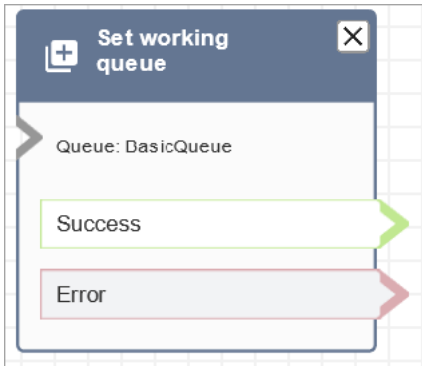 Set working
queue
Queue: BasicQueue
Success
Error